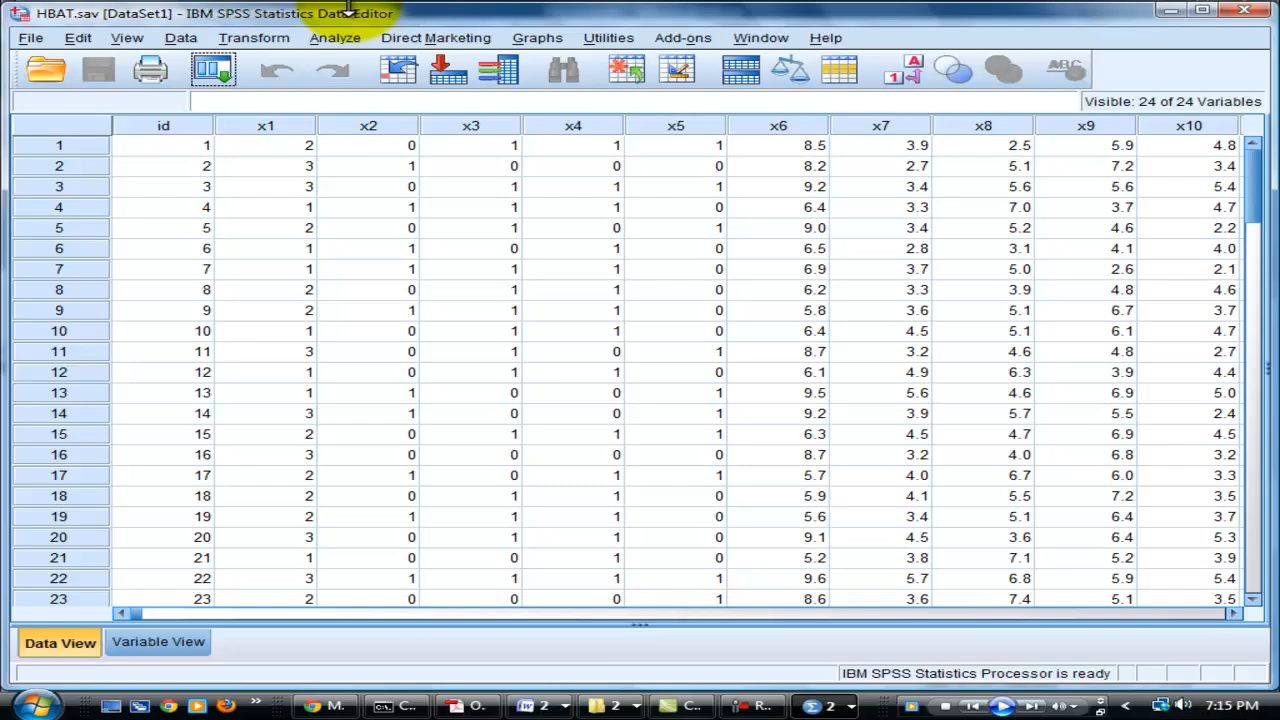 HBAT.sav [DataSet1] - IBM SPSS Statistics Data Editor
File Edit View Data Transform Analyze Direct Marketing Graphs Utilities Add-ons Window Help
Visible: 24 of 24 Variables
id x1 x2 x3 x4 x5 x6 x7 x8 x9 x10
1 1 2 0 1 1 1 8.5 3.9 2.5 5.9 4.8
2 2 3 1 0 0 0 8.2 2.7 5.1 7.2 3.4
3 3 3 0 1 1 1 9.2 3.4 5.6 5.6 5.4
4 4 1 1 1 1 0 6.4 3.3 7.0 3.7 4.7
5 5 2 0 1 0 1 9.0 3.4 5.2 4.6 2.2
6 6 1 1 0 1 0 6.5 2.8 3.1 4.1 4.0
7 7 1 1 1 1 0 6.9 3.7 5.0 2.6 2.1
8 8 2 0 1 1 0 6.2 3.3 3.9 4.8 4.6
9 9 2 1 1 1 0 5.8 3.6 5.1 6.7 3.7
10 10 1 0 1 1 0 6.4 4.5 5.1 6.1 4.7
11 11 3 0 1 0 1 8.7 3.2 4.6 4.8 2.7
12 12 1 0 1 1 0 6.1 4.9 6.3 3.9 4.4
13 13 1 1 0 0 1 9.5 5.6 4.6 6.9 5.0
14 14 3 1 0 0 1 9.2 3.9 5.7 5.5 2.4
15 15 2 0 1 1 1 6.3 4.5 4.7 6.9 4.5
16 16 3 0 0 0 1 8.7 3.2 4.0 6.8 3.2
17 17 2 1 0 1 1 5.7 4.0 6.7 6.0 3.3
18 18 2 0 1 1 0 5.9 4.1 5.5 7.2 3.5
19 19 2 1 1 1 0 5.6 3.4 5.1 6.4 3.7
20 20 3 0 1 1 0 9.1 4.5 3.6 6.4 5.3
21 21 1 0 0 1 0 5.2 3.8 7.1 5.2 3.9
22 22 3 1 1 1 1 9.6 5.7 6.8 5.9 5.4
23 23 2 0 0 0 1 8.6 3.6 7.4 5.1 3.5
Data View Variable View
IBM SPSS Statistics Processor is ready
M... C... O... 2 2 C... R... 2 7:15 PM